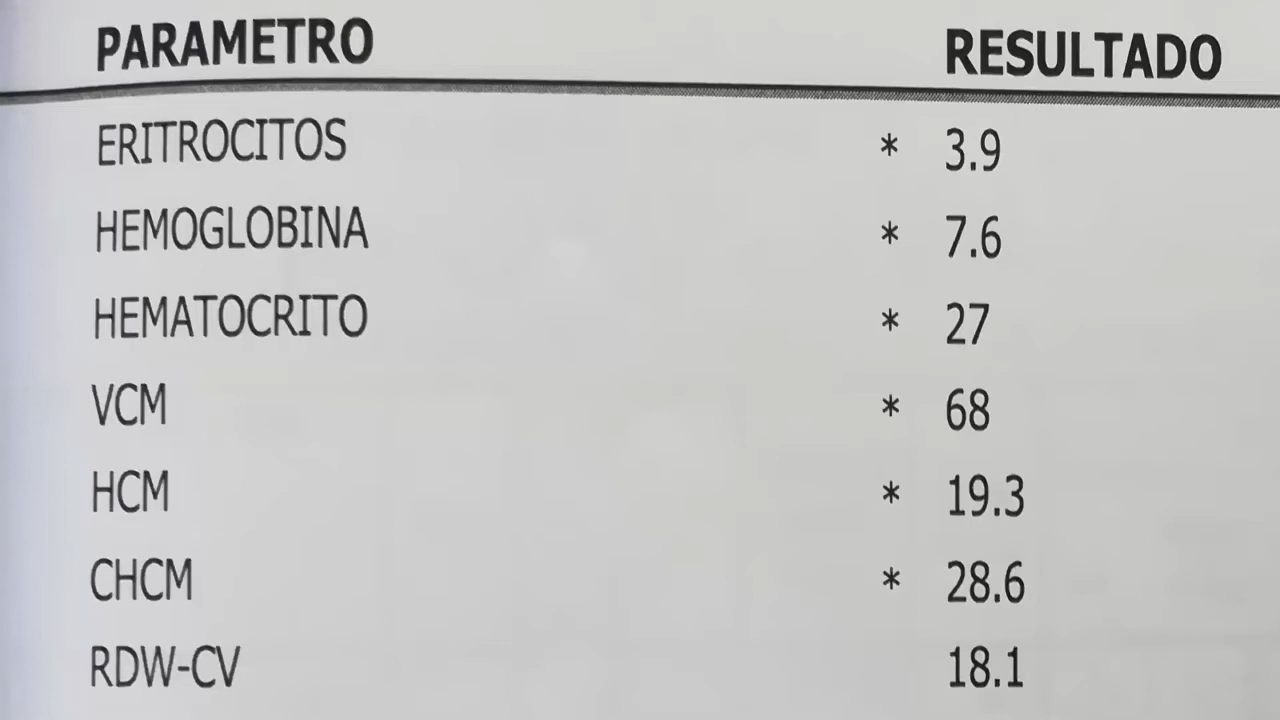 PARAMETRO RESULTADO
ERITROCITOS * 3.9
HEMOGLOBINA * 7.6
HEMATOCRITO * 27
VCM * 68
HCM * 19.3
CHCM * 28.6
RDW-CV 18.1